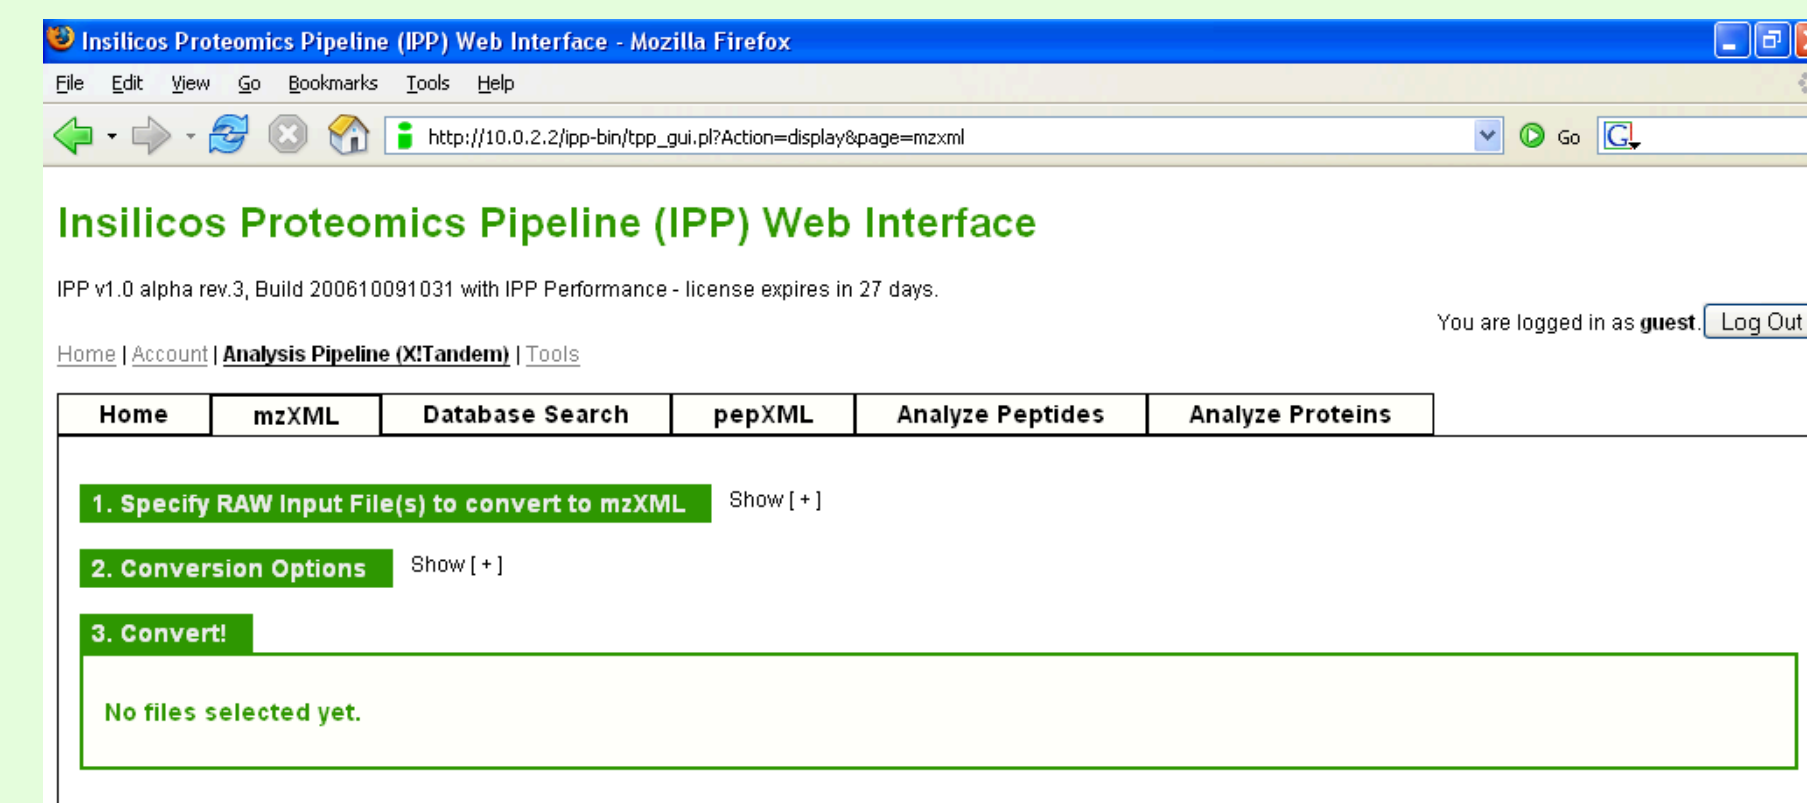 Insilicos Proteomics Pipeline (IPP) Web Interface - Mozilla Firefox
File Edit View Go Bookmarks Tools Help
http://10.0.2.2/ipp-bin/tpp_gui.pl?Action=display&page=mzxml Go G
Insilicos Proteomics Pipeline (IPP) Web Interface
IPP v1.0 alpha rev.3, Build 200610091031 with IPP Performance - license expires in 27 days.
You are logged in as guest. Log Out
Home | Account | Analysis Pipeline (X!Tandem) | Tools
Home mzXML Database Search pepXML Analyze Peptides Analyze Proteins
1. Specify RAW Input File(s) to convert to mzXML Show [ + ]
2. Conversion Options Show [ + ]
3. Convert!
No files selected yet.